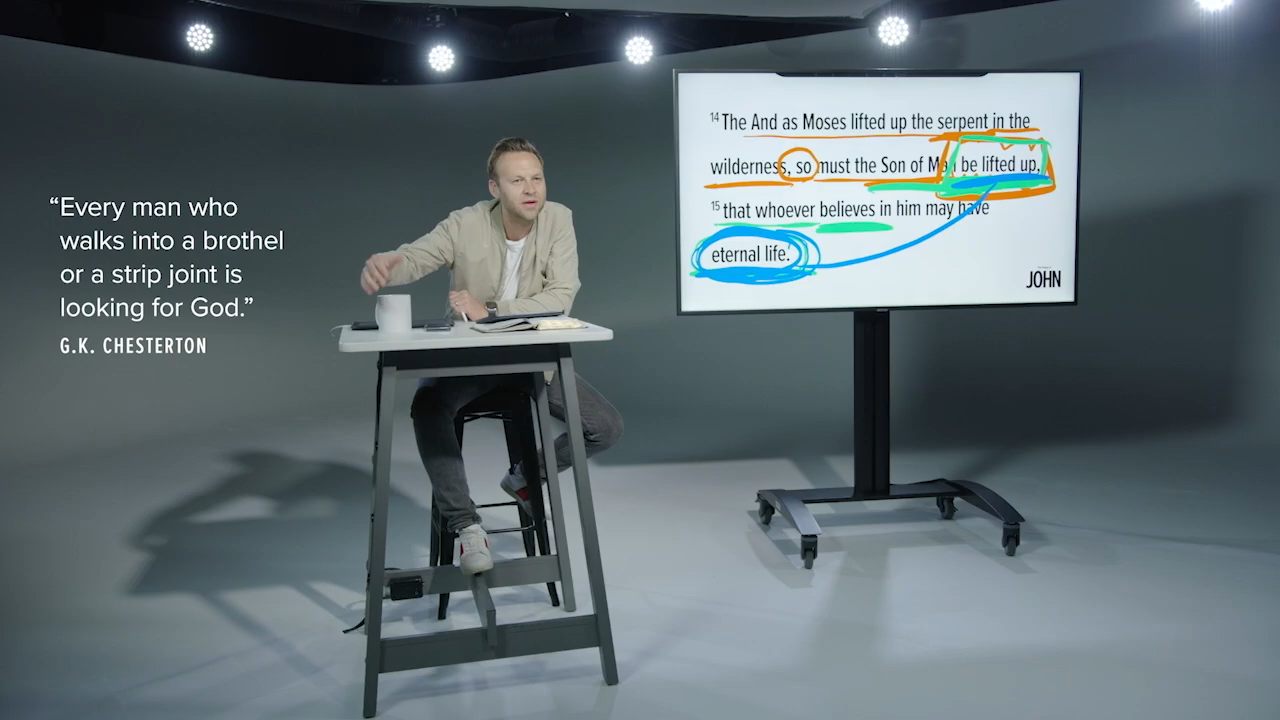 “Every man who
walks into a brothel
or a strip joint is
looking for God.”
G.K. CHESTERTON
14 The And as Moses lifted up the serpent in the
wilderness, so must the Son of Man be lifted up,
15 that whoever believes in him may have
eternal life.
JOHN